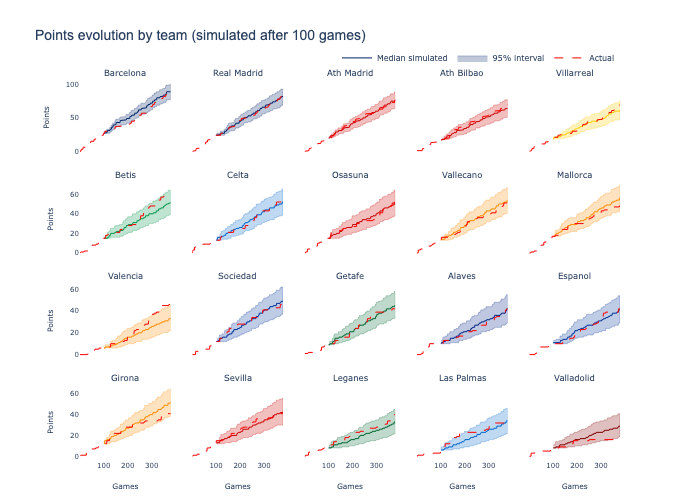 Points evolution by team (simulated after 100 games)
Median simulated 95% interval Actual
Barcelona Real Madrid Ath Madrid Ath Bilbao Villarreal
100
50
0
Points
Betis Celta Osasuna Vallecano Mallorca
60
40
20
0
Points
Valencia Sociedad Getafe Alaves Espanol
60
40
20
0
Points
Girona Sevilla Leganes Las Palmas Valladolid
60
40
20
0
Points
100 200 300 100 200 300 100 200 300 100 200 300 100 200 300
Games Games Games Games Games